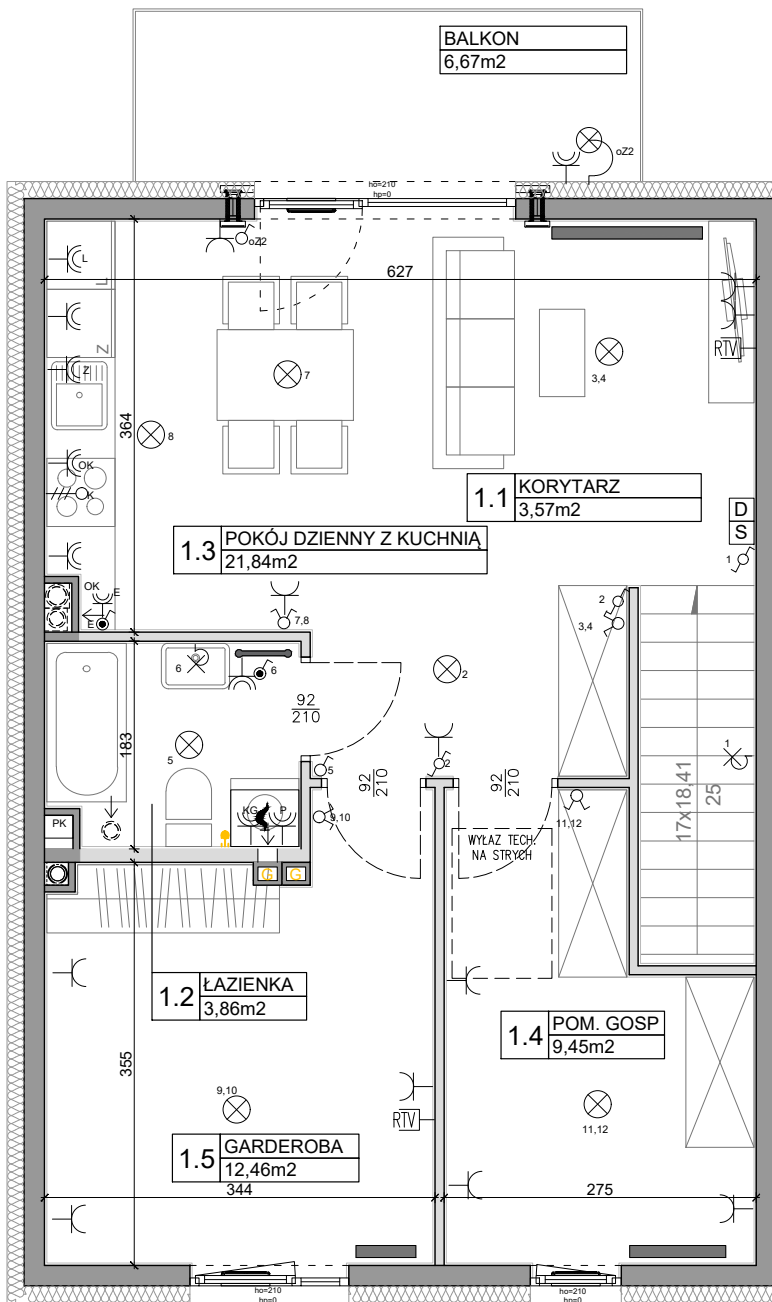 BALKON
6,67m2
oZ2
ho=210
hp=0
oZ2
L
627
L
Z
Z
RTV
7
3,4
364
8
OK
K
1.1 KORYTARZ
3,57m2
D
S
1.3 POKÓJ DZIENNY Z KUCHNIĄ
21,84m2
1
OK
E
E
7,8
2
3,4
6
6
2
92
210
183
5
5
2
92
210
92
210
1
17x18,41
25
KG
P
9,10
11,12
PK
WYŁAZ TECH.
NA STRYCH
G
G
1.2 ŁAZIENKA
3,86m2
1.4 POM. GOSP
9,45m2
355
9,10
RTV
11,12
1.5 GARDEROBA
12,46m2
344
275
ho=210
hp=0
ho=210
hp=0